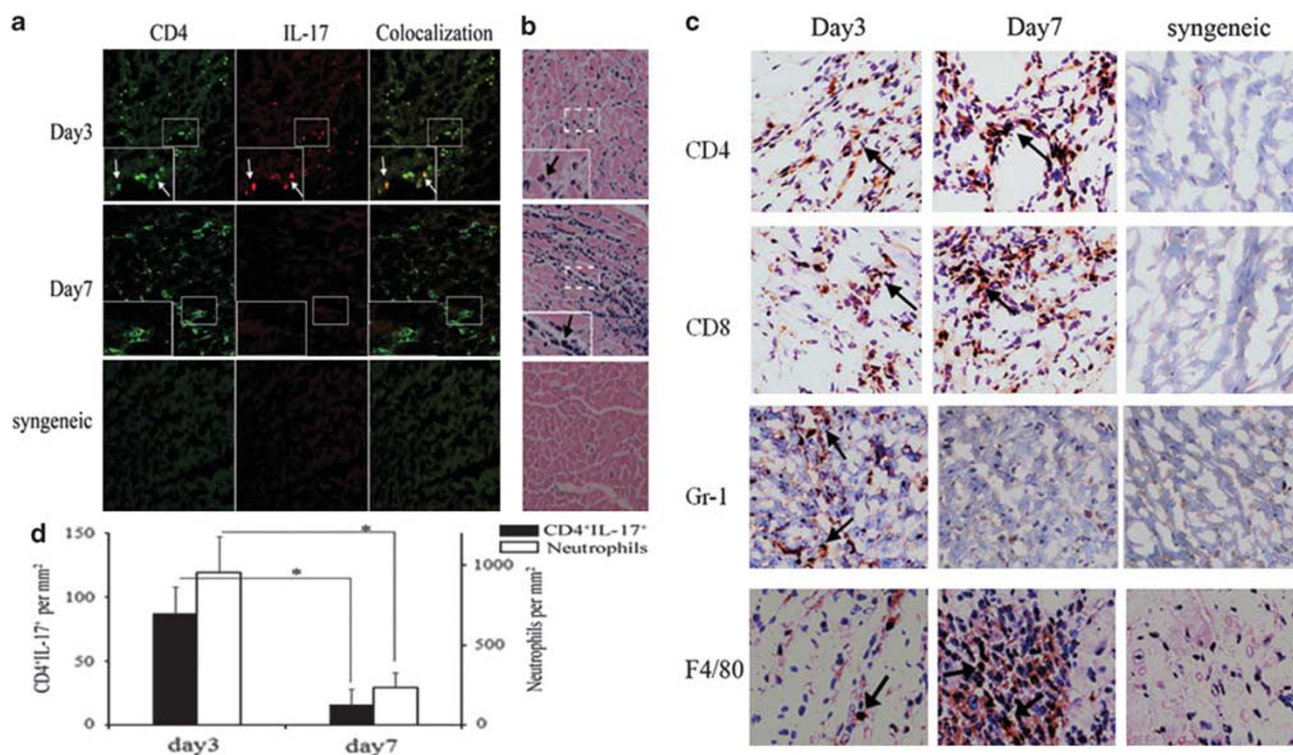 a
CD4 IL-17 Colocalization
Day3
Day7
syngeneic
b
c
Day3 Day7 syngeneic
CD4
CD8
Gr-1
F4/80
d
CD4⁺IL-17⁺
Neutrophils
*
*
CD4⁺IL-17⁺ per mm²
150
100
50
0
Neutrophils per mm²
1000
500
0
day3 day7